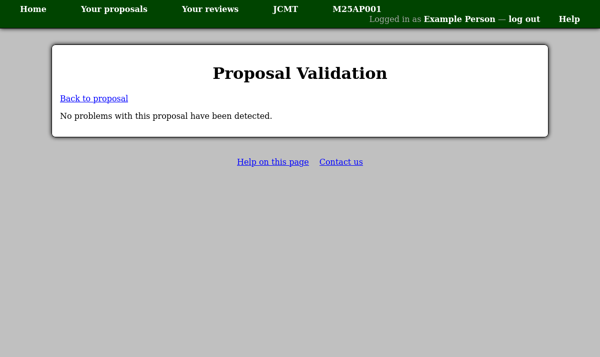 Home Your proposals Your reviews JCMT M25AP001
Logged in as Example Person — log out Help
Proposal Validation
Back to proposal
No problems with this proposal have been detected.
Help on this page Contact us